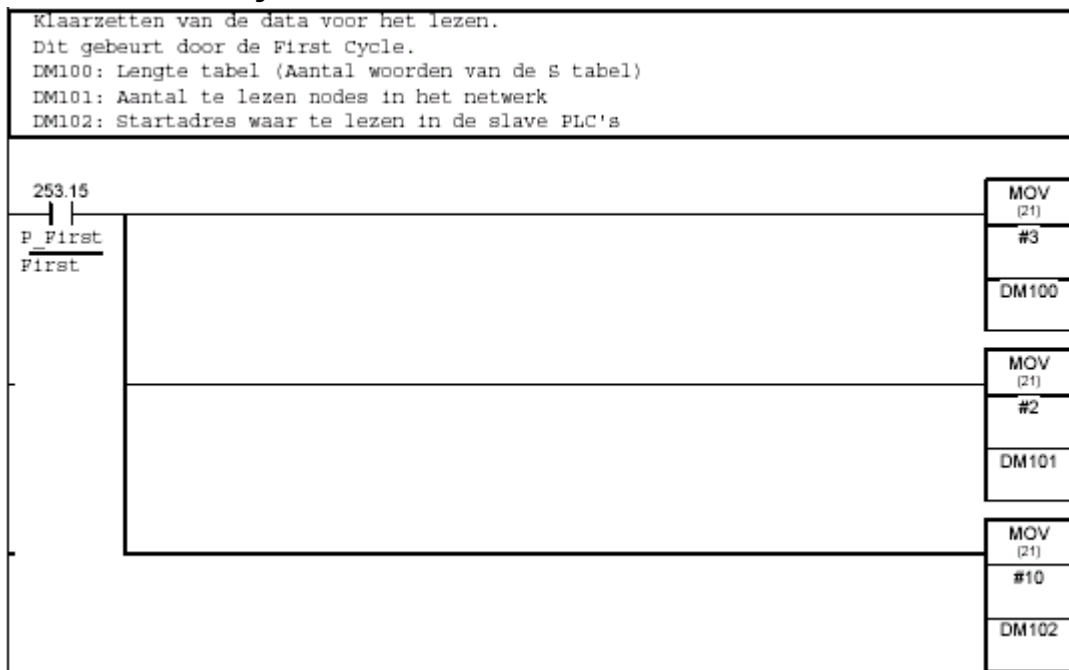 Klaarzetten van de data voor het lezen.
Dit gebeurt door de First Cycle.
DM100: Lengte tabel (Aantal woorden van de S tabel)
DM101: Aantal te lezen nodes in het netwerk
DM102: Startadres waar te lezen in de slave PLC's
253.15
P_First
First
MOV
(21)
#3
DM100
MOV
(21)
#2
DM101
MOV
(21)
#10
DM102